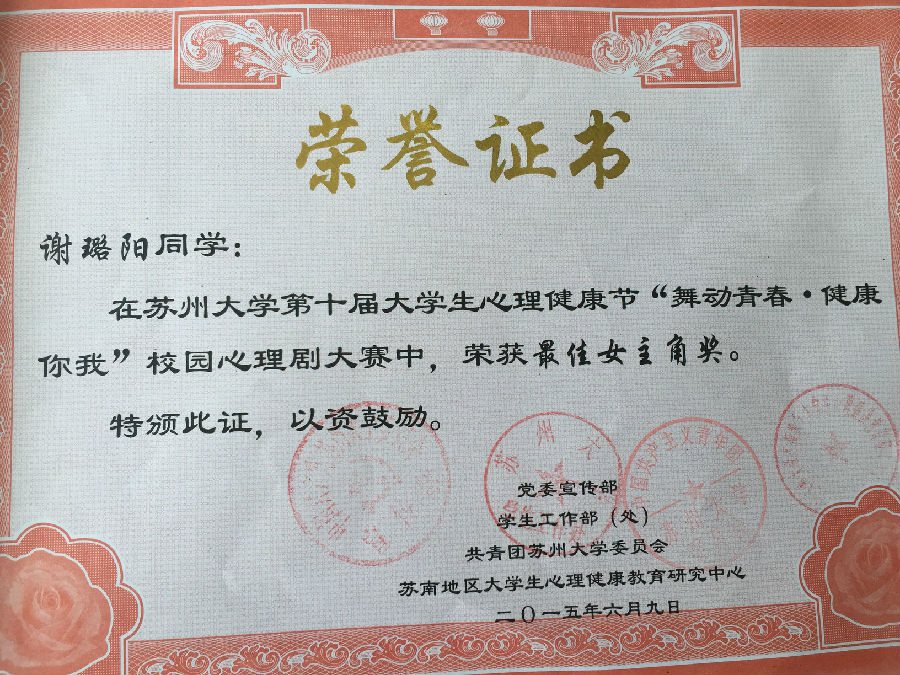 荣誉证书
谢璐阳同学：
在苏州大学第十届大学生心理健康节“舞动青春·健康
你我”校园心理剧大赛中，荣获最佳女主角奖。
特颁此证，以资鼓励。
党委宣传部
学生工作部（处）
共青团苏州大学委员会
苏南地区大学生心理健康教育研究中心
二〇一五年六月九日